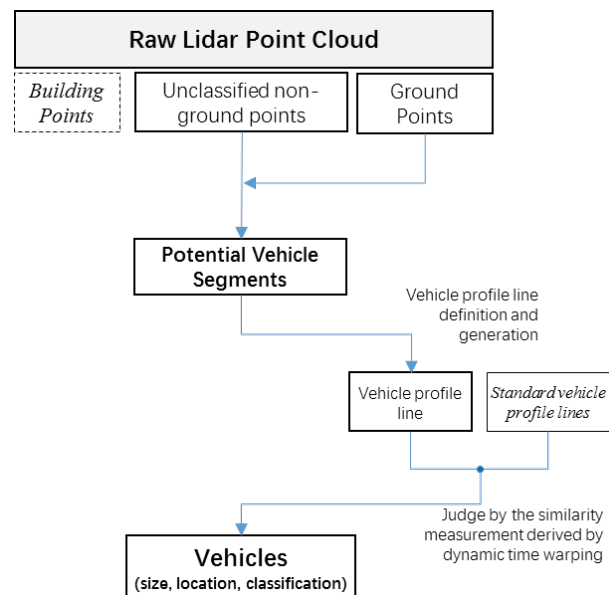 Raw Lidar Point Cloud
Building
Points
Unclassified non-
ground points
Ground
Points
Potential Vehicle
Segments
Vehicle profile line
definition and
generation
Vehicle profile
line
Standard vehicle
profile lines
Judge by the similarity
measurement derived by
dynamic time warping
Vehicles
(size, location, classification)